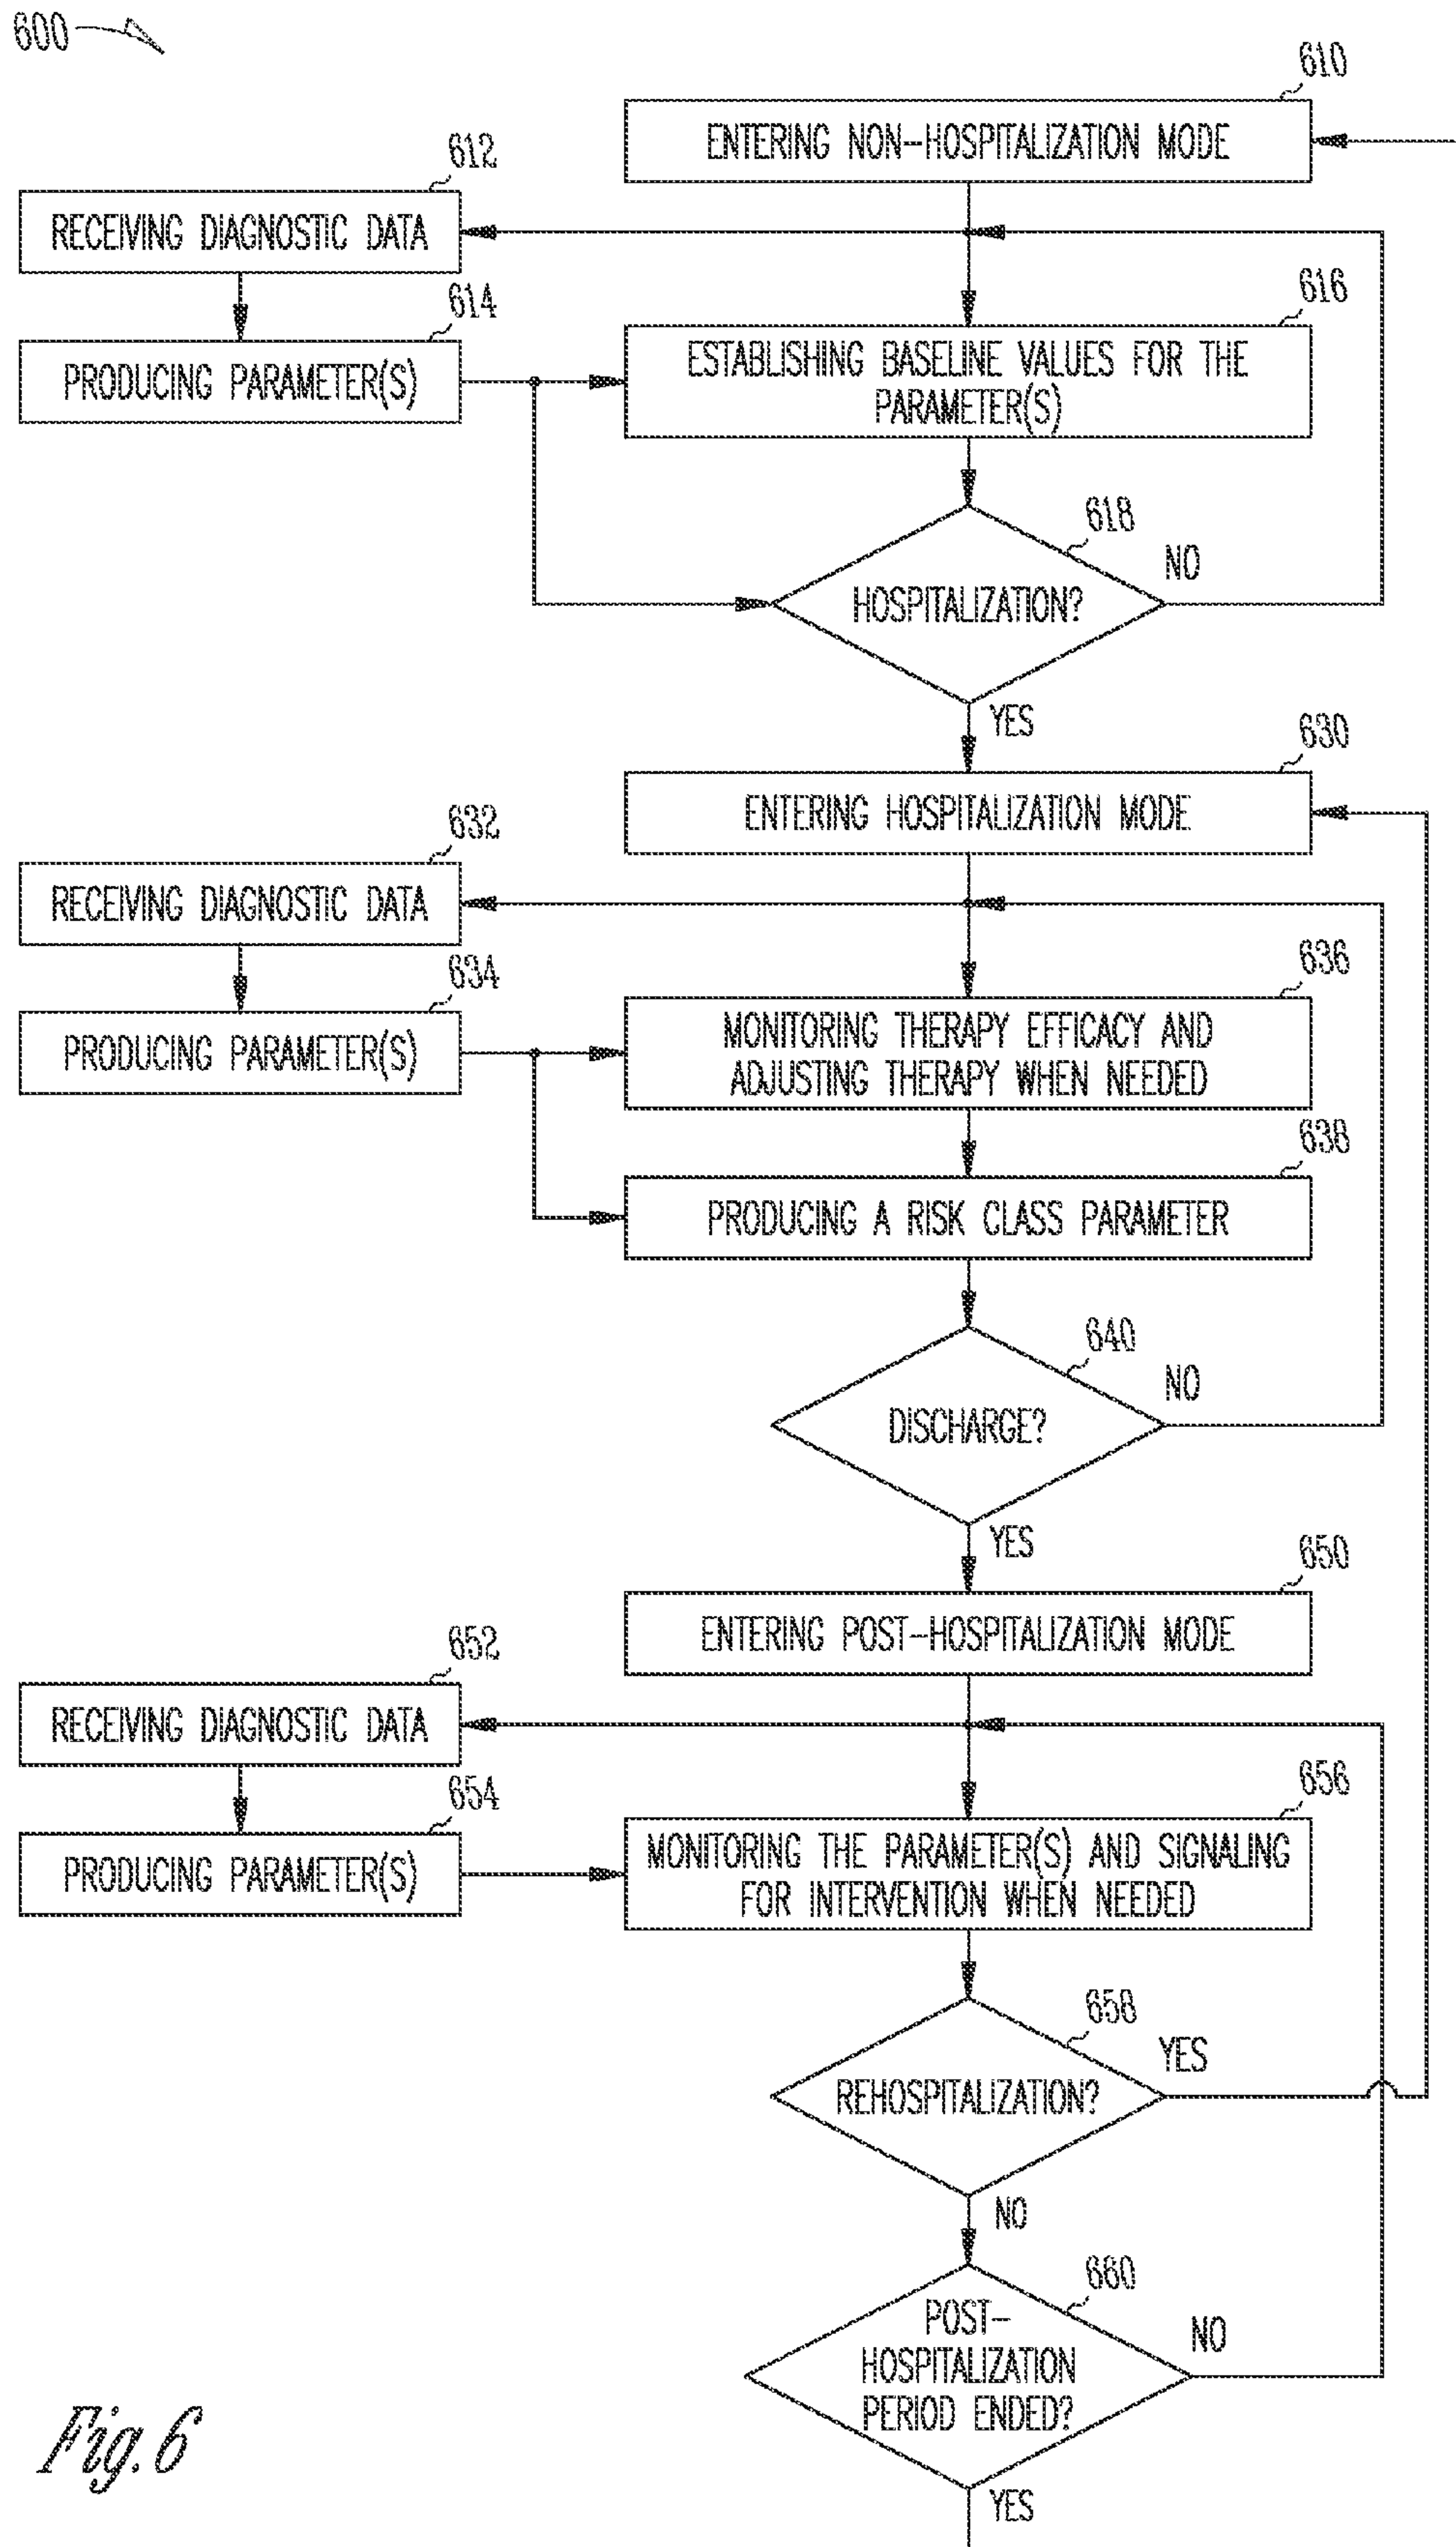 600
610
ENTERING NON-HOSPITALIZATION MODE
612
RECEIVING DIAGNOSTIC DATA
614
PRODUCING PARAMETER(S)
616
ESTABLISHING BASELINE VALUES FOR THE
PARAMETER(S)
618
HOSPITALIZATION?
NO
YES
630
ENTERING HOSPITALIZATION MODE
632
RECEIVING DIAGNOSTIC DATA
634
PRODUCING PARAMETER(S)
636
MONITORING THERAPY EFFICACY AND
ADJUSTING THERAPY WHEN NEEDED
638
PRODUCING A RISK CLASS PARAMETER
640
DISCHARGE?
NO
YES
650
ENTERING POST-HOSPITALIZATION MODE
652
RECEIVING DIAGNOSTIC DATA
654
PRODUCING PARAMETER(S)
656
MONITORING THE PARAMETER(S) AND SIGNALING
FOR INTERVENTION WHEN NEEDED
658
REHOSPITALIZATION?
YES
NO
660
POST-
HOSPITALIZATION
PERIOD ENDED?
NO
YES
Fig. 6